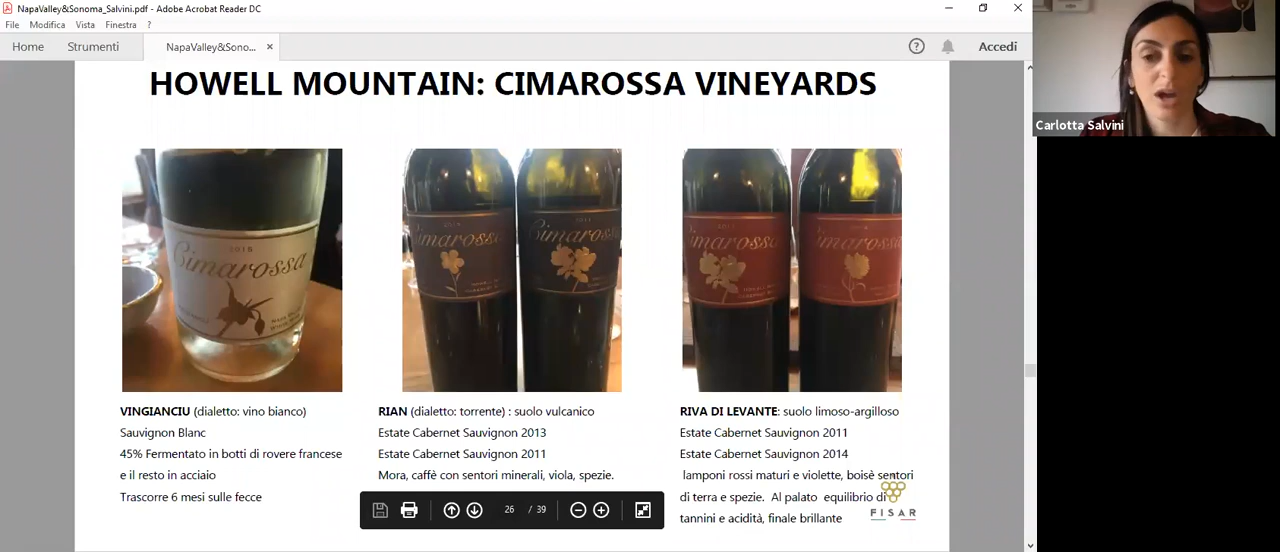 NapaValley&Sonoma_Salvini.pdf - Adobe Acrobat Reader DC
File Modifica Vista Finestra ?
Home Strumenti NapaValley&Sono... Accedi
Carlotta Salvini
HOWELL MOUNTAIN: CIMAROSSA VINEYARDS
2015
Cimarossa
Cimarossa
Cimarossa
Cimarossa
Cimarossa
VINGIANCIU (dialetto: vino bianco)
Sauvignon Blanc
45% Fermentato in botti di rovere francese
e il resto in acciaio
Trascorre 6 mesi sulle fecce
RIAN (dialetto: torrente) : suolo vulcanico
Estate Cabernet Sauvignon 2013
Estate Cabernet Sauvignon 2011
Mora, caffè con sentori minerali, viola, spezie.
RIVA DI LEVANTE: suolo limoso-argilloso
Estate Cabernet Sauvignon 2011
Estate Cabernet Sauvignon 2014
lamponi rossi maturi e violette, boisè sentori
di terra e spezie. Al palato equilibrio di
tannini e acidità, finale brillante
26 / 39
FISAR